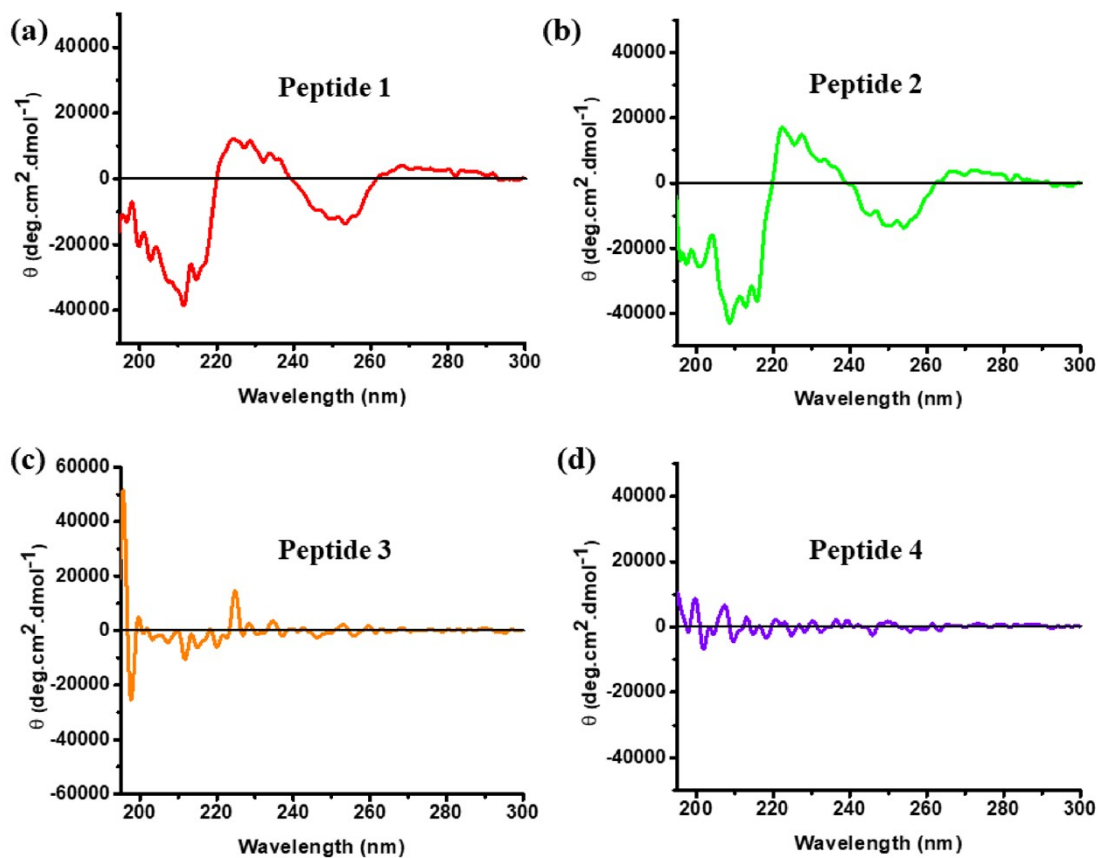 (a)
40000
20000
0
-20000
-40000
θ (deg.cm².dmol⁻¹)
Peptide 1
200 220 240 260 280 300
Wavelength (nm)
(b)
40000
20000
0
-20000
-40000
θ (deg.cm².dmol⁻¹)
Peptide 2
200 220 240 260 280 300
Wavelength (nm)
(c)
60000
40000
20000
0
-20000
-40000
-60000
θ (deg.cm².dmol⁻¹)
Peptide 3
200 220 240 260 280 300
Wavelength (nm)
(d)
40000
20000
0
-20000
-40000
θ (deg.cm².dmol⁻¹)
Peptide 4
200 220 240 260 280 300
Wavelength (nm)